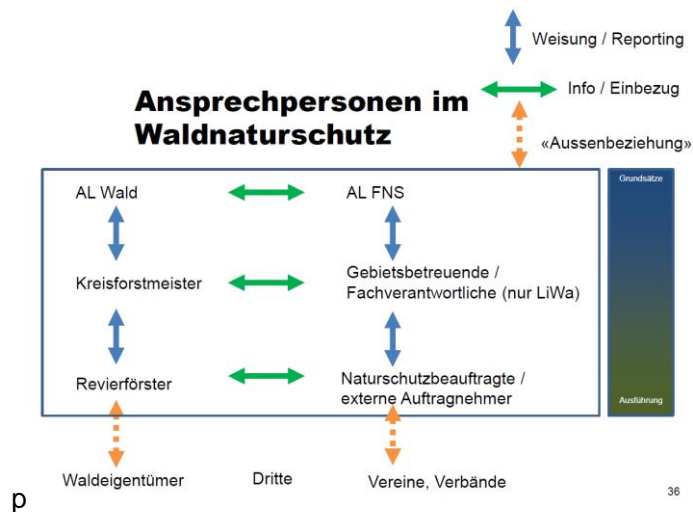 Weisung / Reporting
Info / Einbezug
Ansprechpersonen im
Waldnaturschutz
«Aussenbeziehung»
AL Wald
AL FNS
Grundsätze
Kreisforstmeister
Gebietsbetreuende /
Fachverantwortliche (nur LiWa)
Revierförster
Naturschutzbeauftragte /
externe Auftragnehmer
Ausführung
Waldeigentümer
Dritte
Vereine, Verbände
36
p